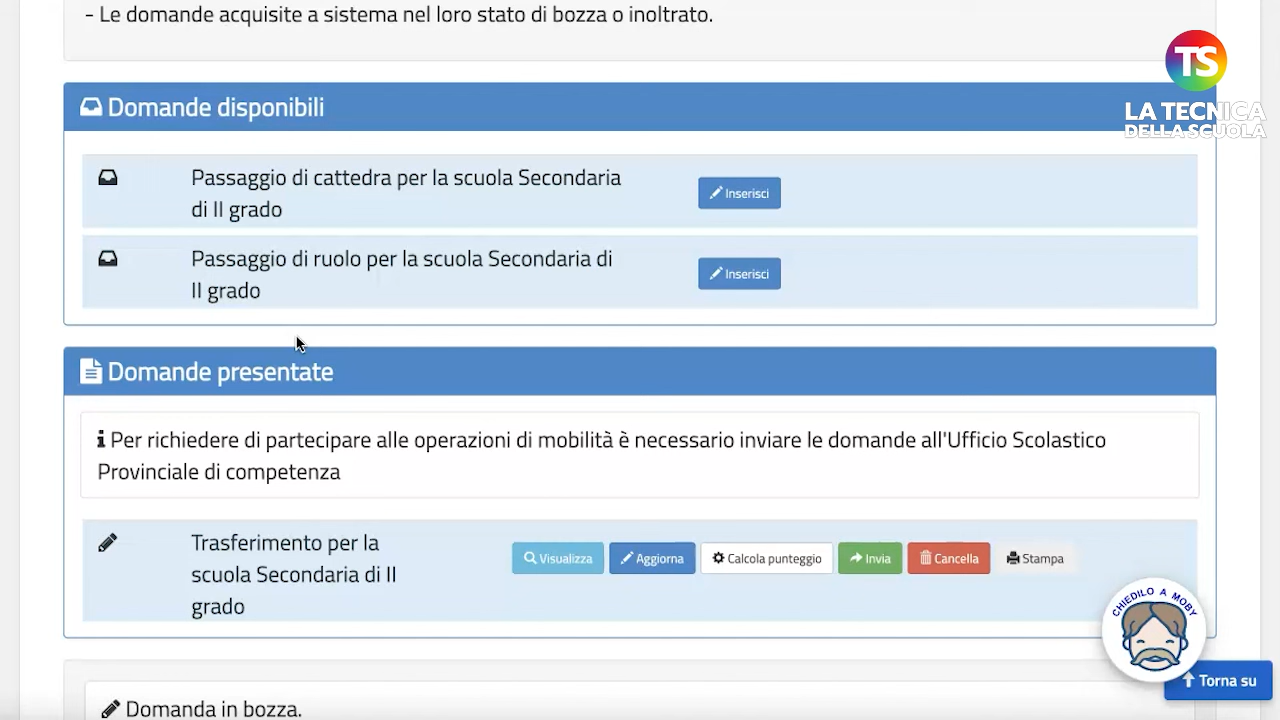 - Le domande acquisite a sistema nel loro stato di bozza o inoltrato.
TS
LA TECNICA
DELLA SCUOLA
Domande disponibili
Passaggio di cattedra per la scuola Secondaria
di II grado
Inserisci
Passaggio di ruolo per la scuola Secondaria di
II grado
Inserisci
Domande presentate
Per richiedere di partecipare alle operazioni di mobilità è necessario inviare le domande all'Ufficio Scolastico
Provinciale di competenza
Trasferimento per la
scuola Secondaria di II
grado
Visualizza
Aggiorna
Calcola punteggio
Invia
Cancella
Stampa
CHIEDILO A MOBY
Torna su
Domanda in bozza.